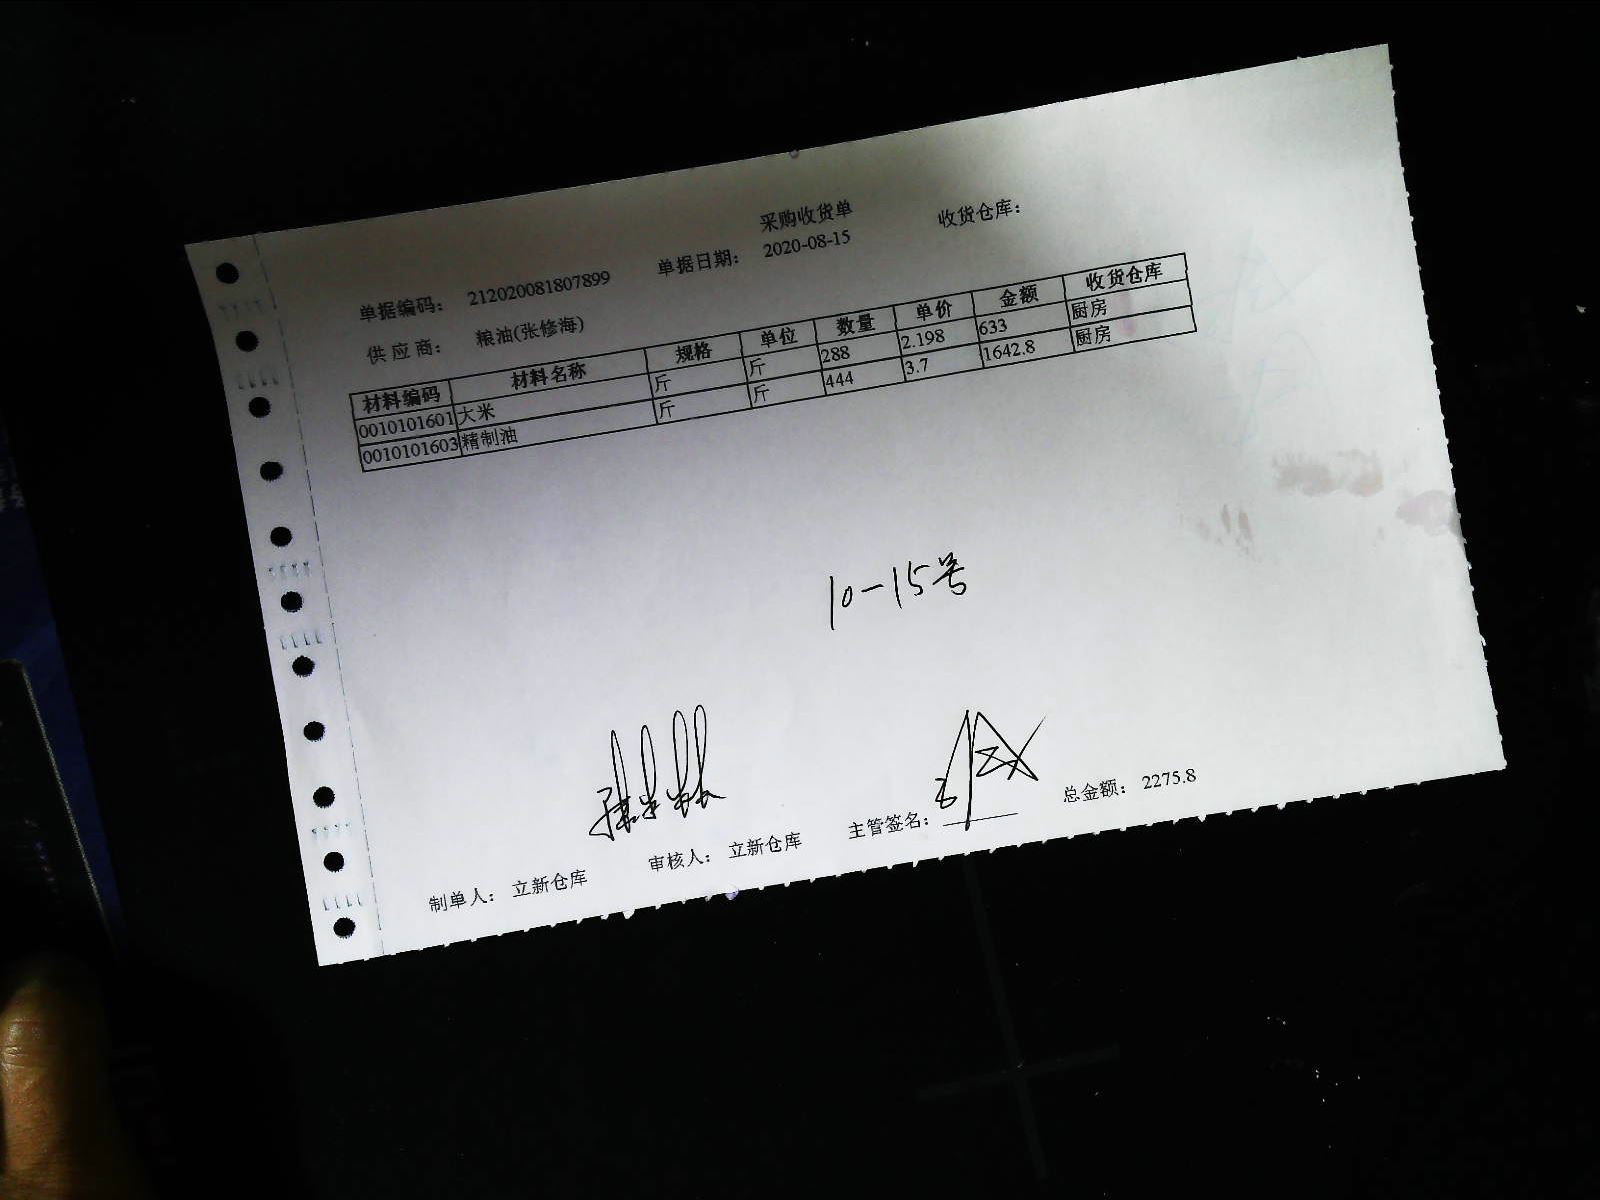 采购收货单
单据编码： 212020081807899 单据日期： 2020-08-15 收货仓库：
供应商： 粮油(张修海)
材料编码 材料名称 规格 单位 数量 单价 金额 收货仓库
0010101601 大米 斤 斤 288 2.198 633 厨房
0010101603 精制油 斤 斤 444 3.7 1642.8 厨房
10-15号
制单人： 立新仓库 审核人： 立新仓库 主管签名： 总金额： 2275.8